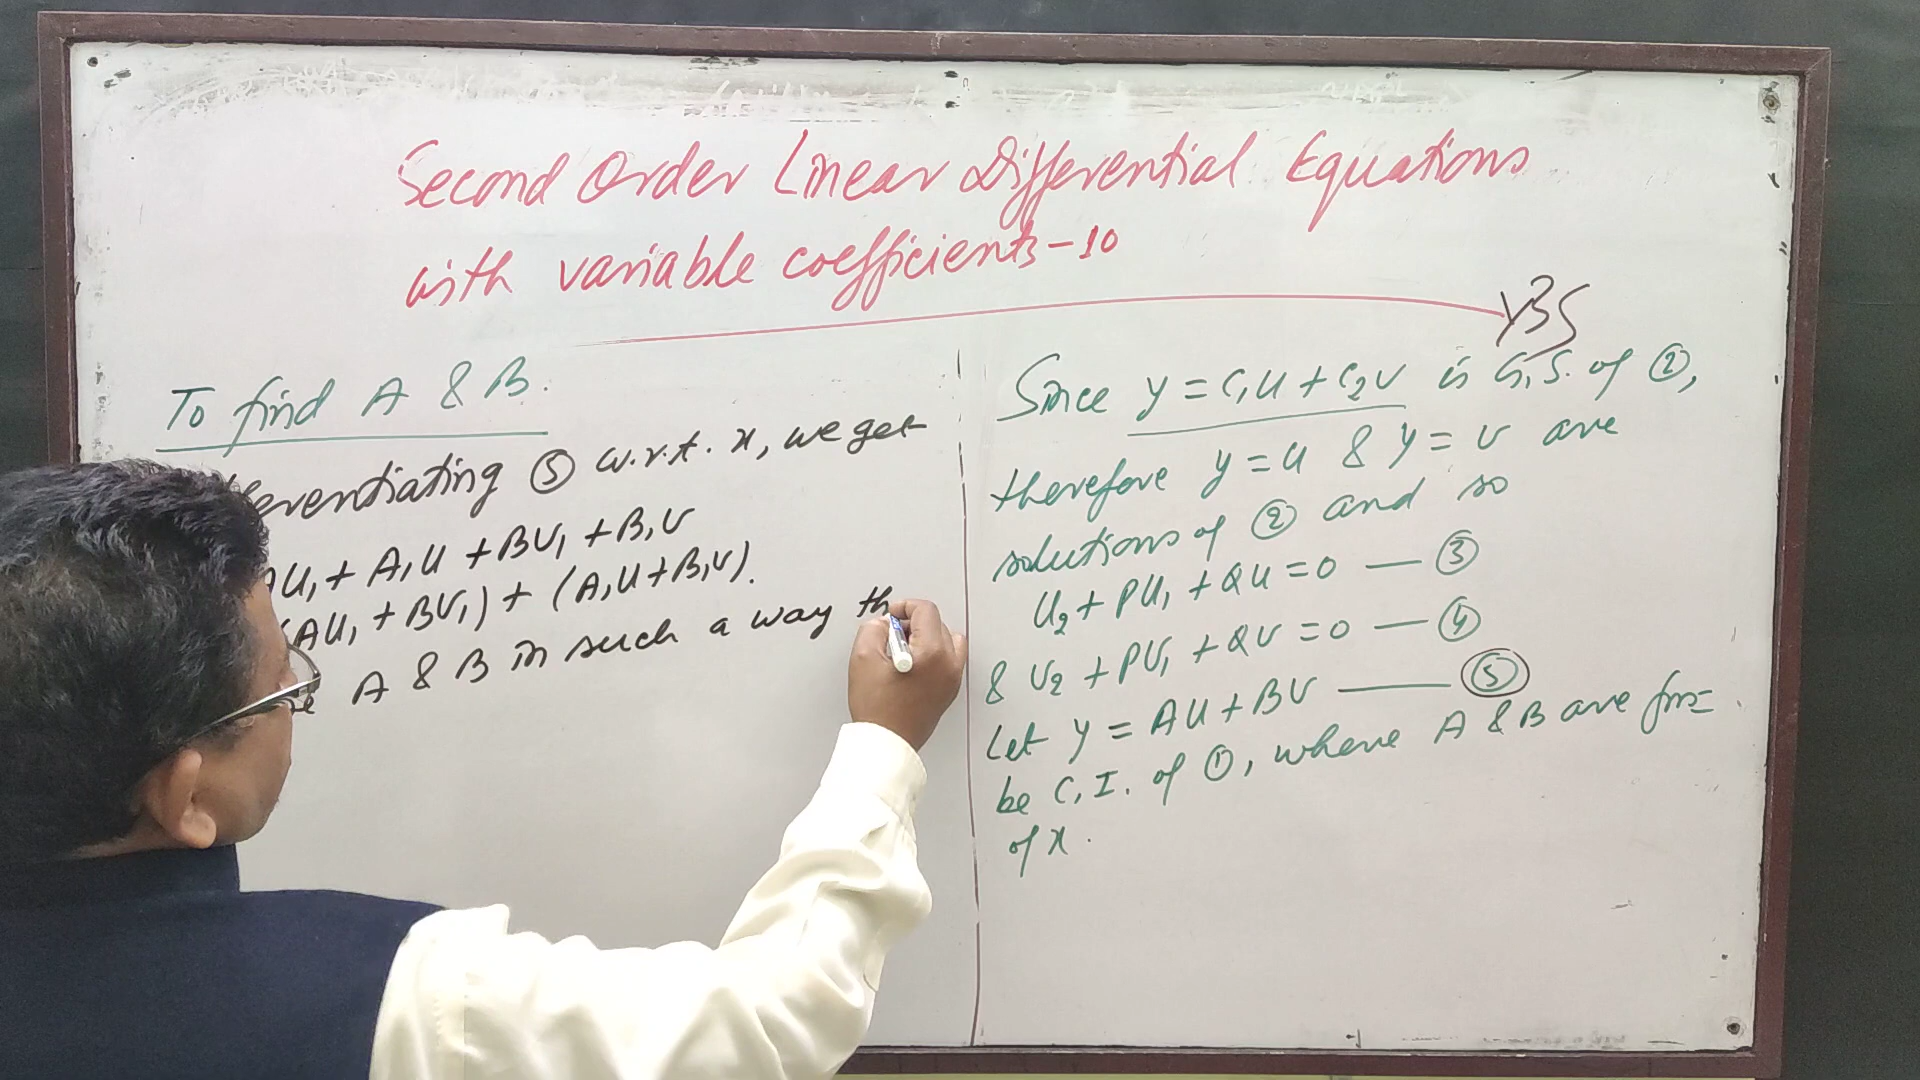 Second Order Linear Differential Equations
with variable coefficients-10
YBS
To find A & B.
erentiating ⑤ w.r.t. x, we get
AU₁ + A₁U + BV₁ + B₁V
(AU₁ + BV₁) + (A₁U + B₁V).
A & B in such a way th
Since y = C₁U + C₂V is G.S. of ②,
therefore y = U & y = V are
solutions of ② and so
U₂ + PU₁ + QU = 0 — ③
& V₂ + PV₁ + QV = 0 — ④
Let y = AU + BV — ⑤
be C.I. of ①, where A & B are
of x.